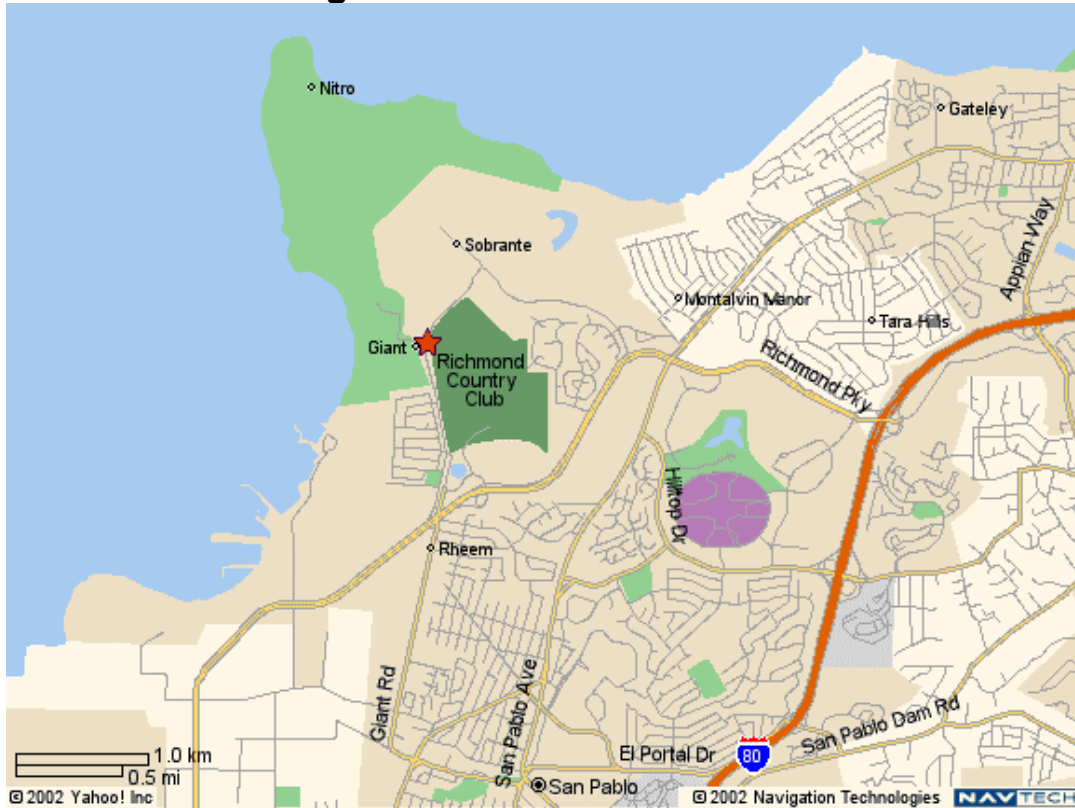 Nitro
Gateley
Appian Way
Sobrante
Montalvin Manor
Tara Hills
Giant
Richmond
Country
Club
Richmond Pky
Hilltop Dr
Rheem
Giant Rd
San Pablo Ave
San Pablo Dam Rd
El Portal Dr
80
San Pablo
1.0 km
0.5 mi
© 2002 Yahoo! Inc
© 2002 Navigation Technologies NAVTECH